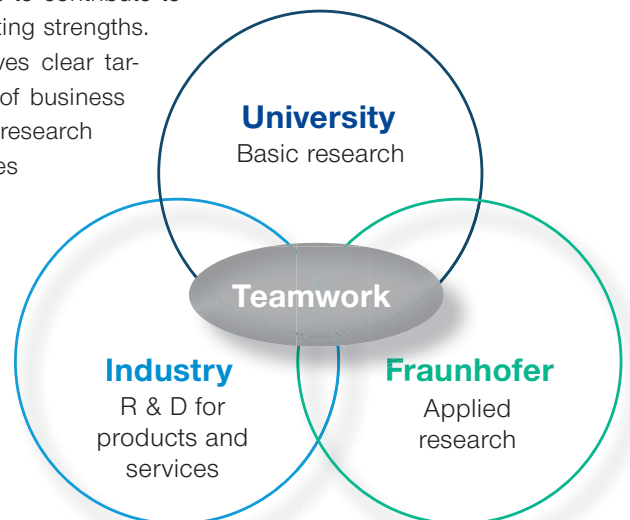 ting strengths.
ves clear tar-
of business
research
es
University
Basic research
Teamwork
Industry
R & D for
products and
services
Fraunhofer
Applied
research